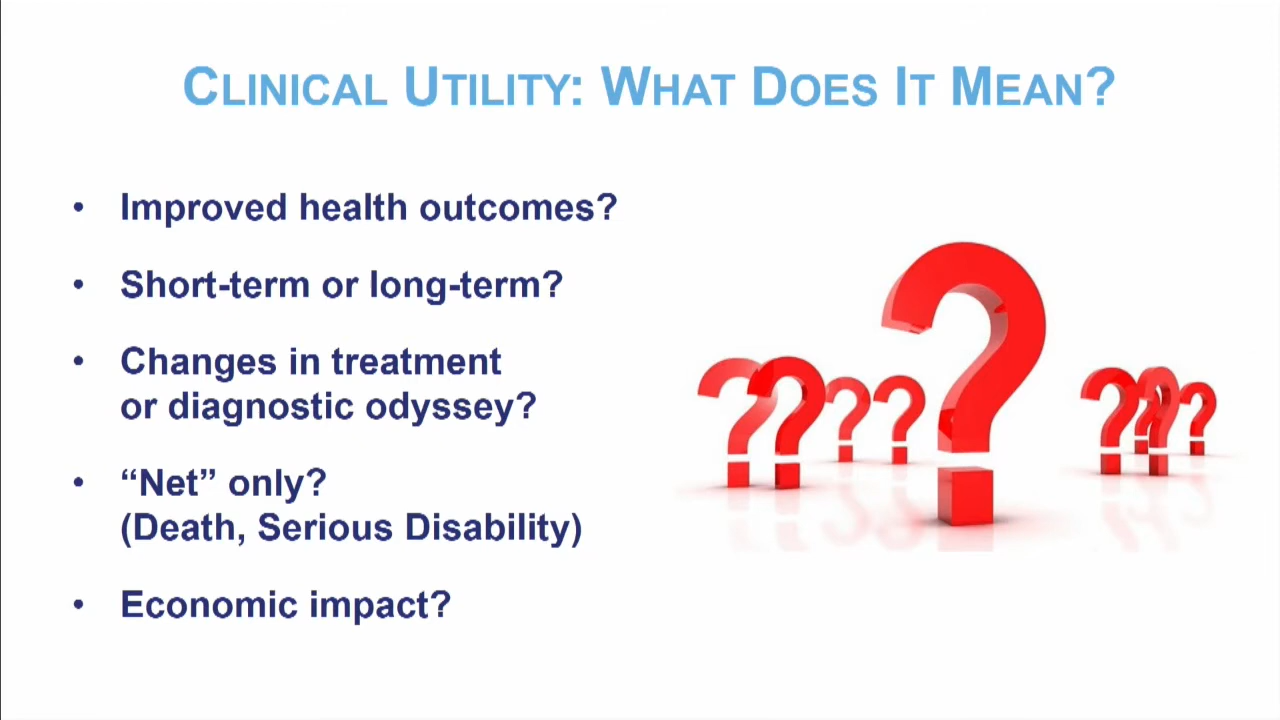 CLINICAL UTILITY: WHAT DOES IT MEAN?
• Improved health outcomes?
• Short-term or long-term?
• Changes in treatment
or diagnostic odyssey?
• “Net” only?
(Death, Serious Disability)
• Economic impact?